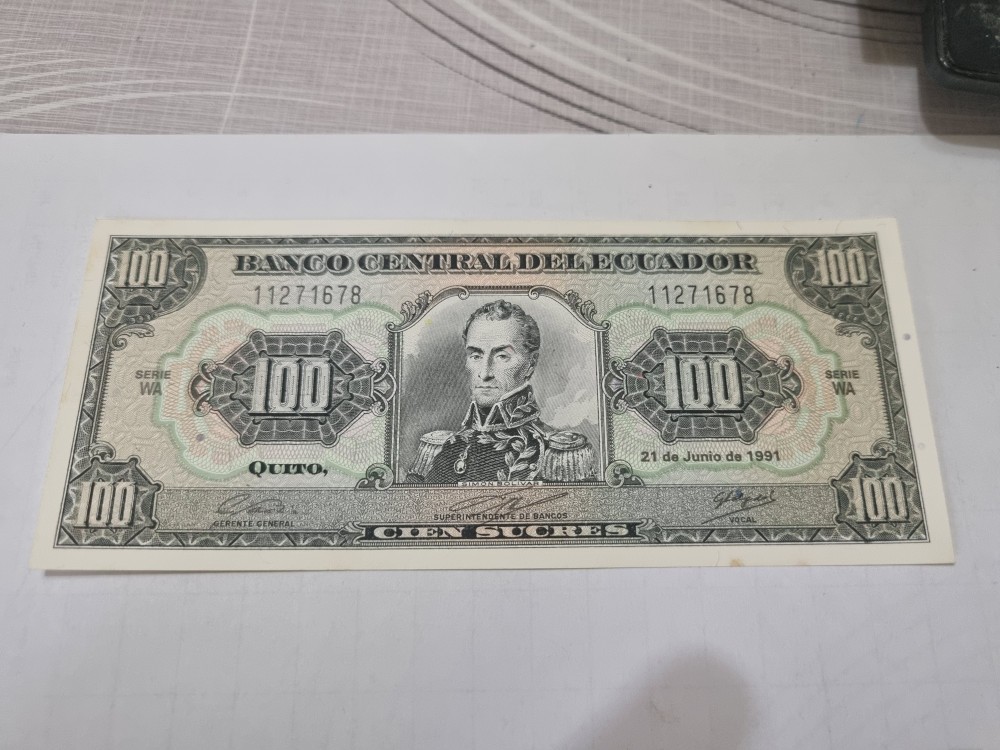 100 BANCO CENTRAL DEL ECUADOR 100
11271678 11271678
SERIE WA 100 100 SERIE WA
QUITO, 21 de Junio de 1991
SIMON BOLIVAR
100 100
GERENTE GENERAL SUPERINTENDENTE DE BANCOS VOCAL
CIEN SUCRES